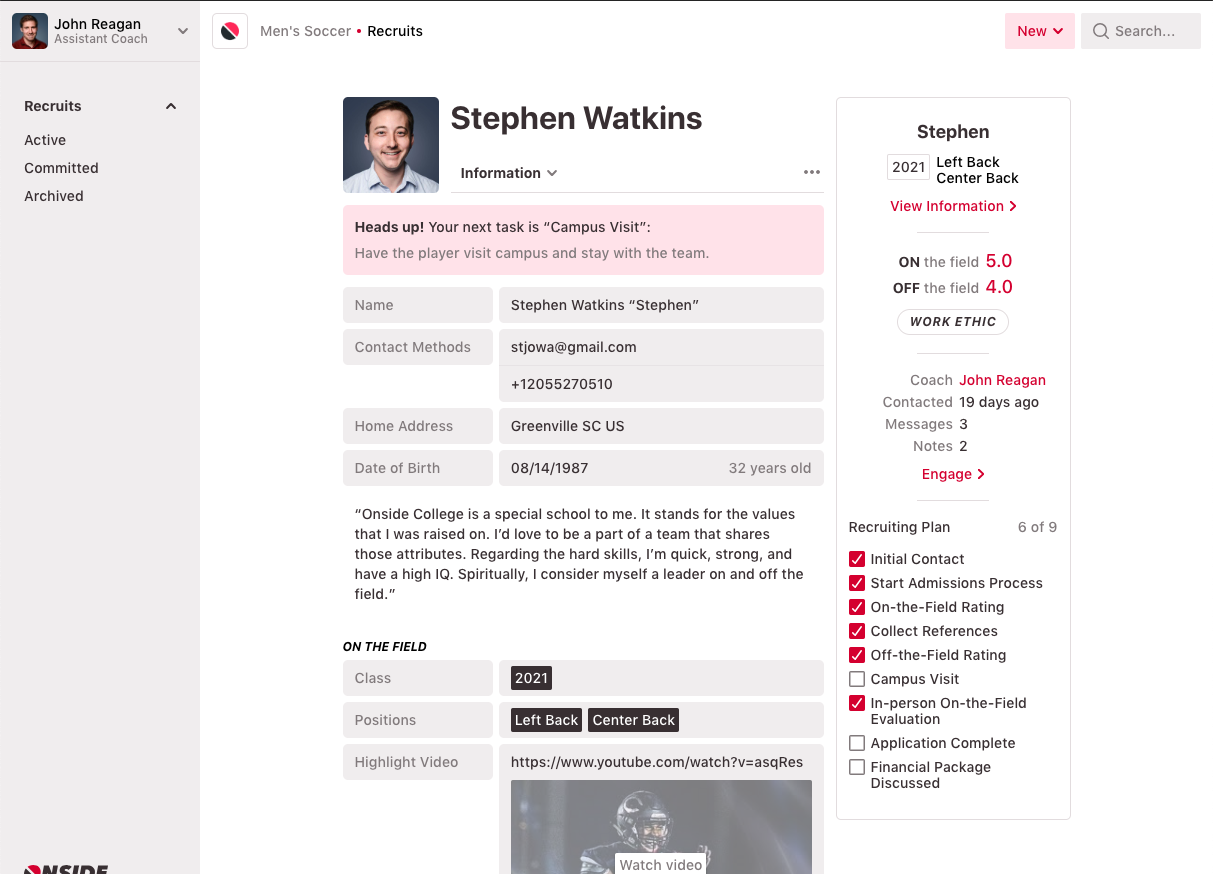 John Reagan
Assistant Coach
Men's Soccer • Recruits
New
Search...
Recruits
Active
Committed
Archived
NSIDE
Stephen Watkins
Information
Heads up! Your next task is “Campus Visit”:
Have the player visit campus and stay with the team.
Name
Stephen Watkins “Stephen”
Contact Methods
stjowa@gmail.com
+12055270510
Home Address
Greenville SC US
Date of Birth
08/14/1987
32 years old
“Onside College is a special school to me. It stands for the values
that I was raised on. I’d love to be a part of a team that shares
those attributes. Regarding the hard skills, I’m quick, strong, and
have a high IQ. Spiritually, I consider myself a leader on and off the
field.”
ON THE FIELD
Class
2021
Positions
Left Back Center Back
Highlight Video
https://www.youtube.com/watch?v=asqRes
Watch video
Stephen
2021
Left Back
Center Back
View Information
ON the field 5.0
OFF the field 4.0
WORK ETHIC
Coach John Reagan
Contacted 19 days ago
Messages 3
Notes 2
Engage
Recruiting Plan
6 of 9
Initial Contact
Start Admissions Process
On-the-Field Rating
Collect References
Off-the-Field Rating
Campus Visit
In-person On-the-Field
Evaluation
Application Complete
Financial Package
Discussed